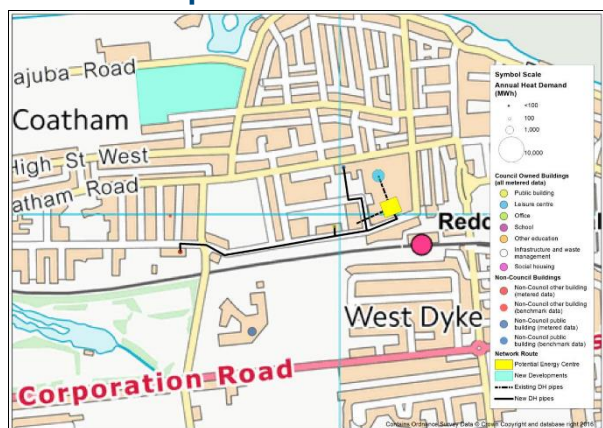 ajuba Road
Coatham
High St West
atham Road
Redc
West Dyke
Corporation Road
Symbol Scale
Annual Heat Demand
(MWh)
<100
100
1,000
10,000
Council Owned Buildings
(all metered data)
Public building
Leisure centre
Office
School
Other education
Infrastructure and waste
management
Social housing
Non-Council Buildings
Non-Council other building
(metered data)
Non-Council other building
(benchmark data)
Non-Council public
building (metered data)
Non-Council public
building (benchmark data)
Network Route
Potential Energy Centre
New Developments
Existing DH pipes
New DH pipes
Contains Ordnance Survey Data © Crown Copyright and database right 2016